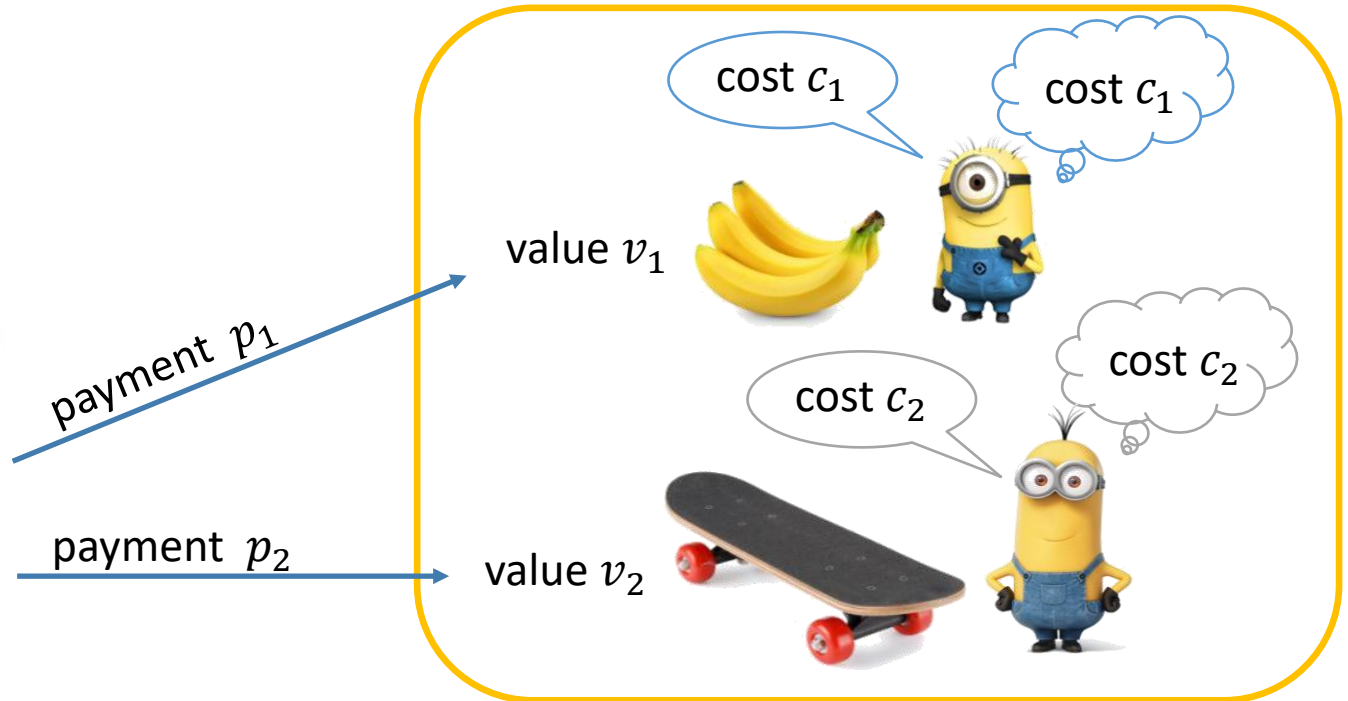 cost c₁
cost c₁
value v₁
payment p₁
cost c₂
cost c₂
payment p₂
value v₂